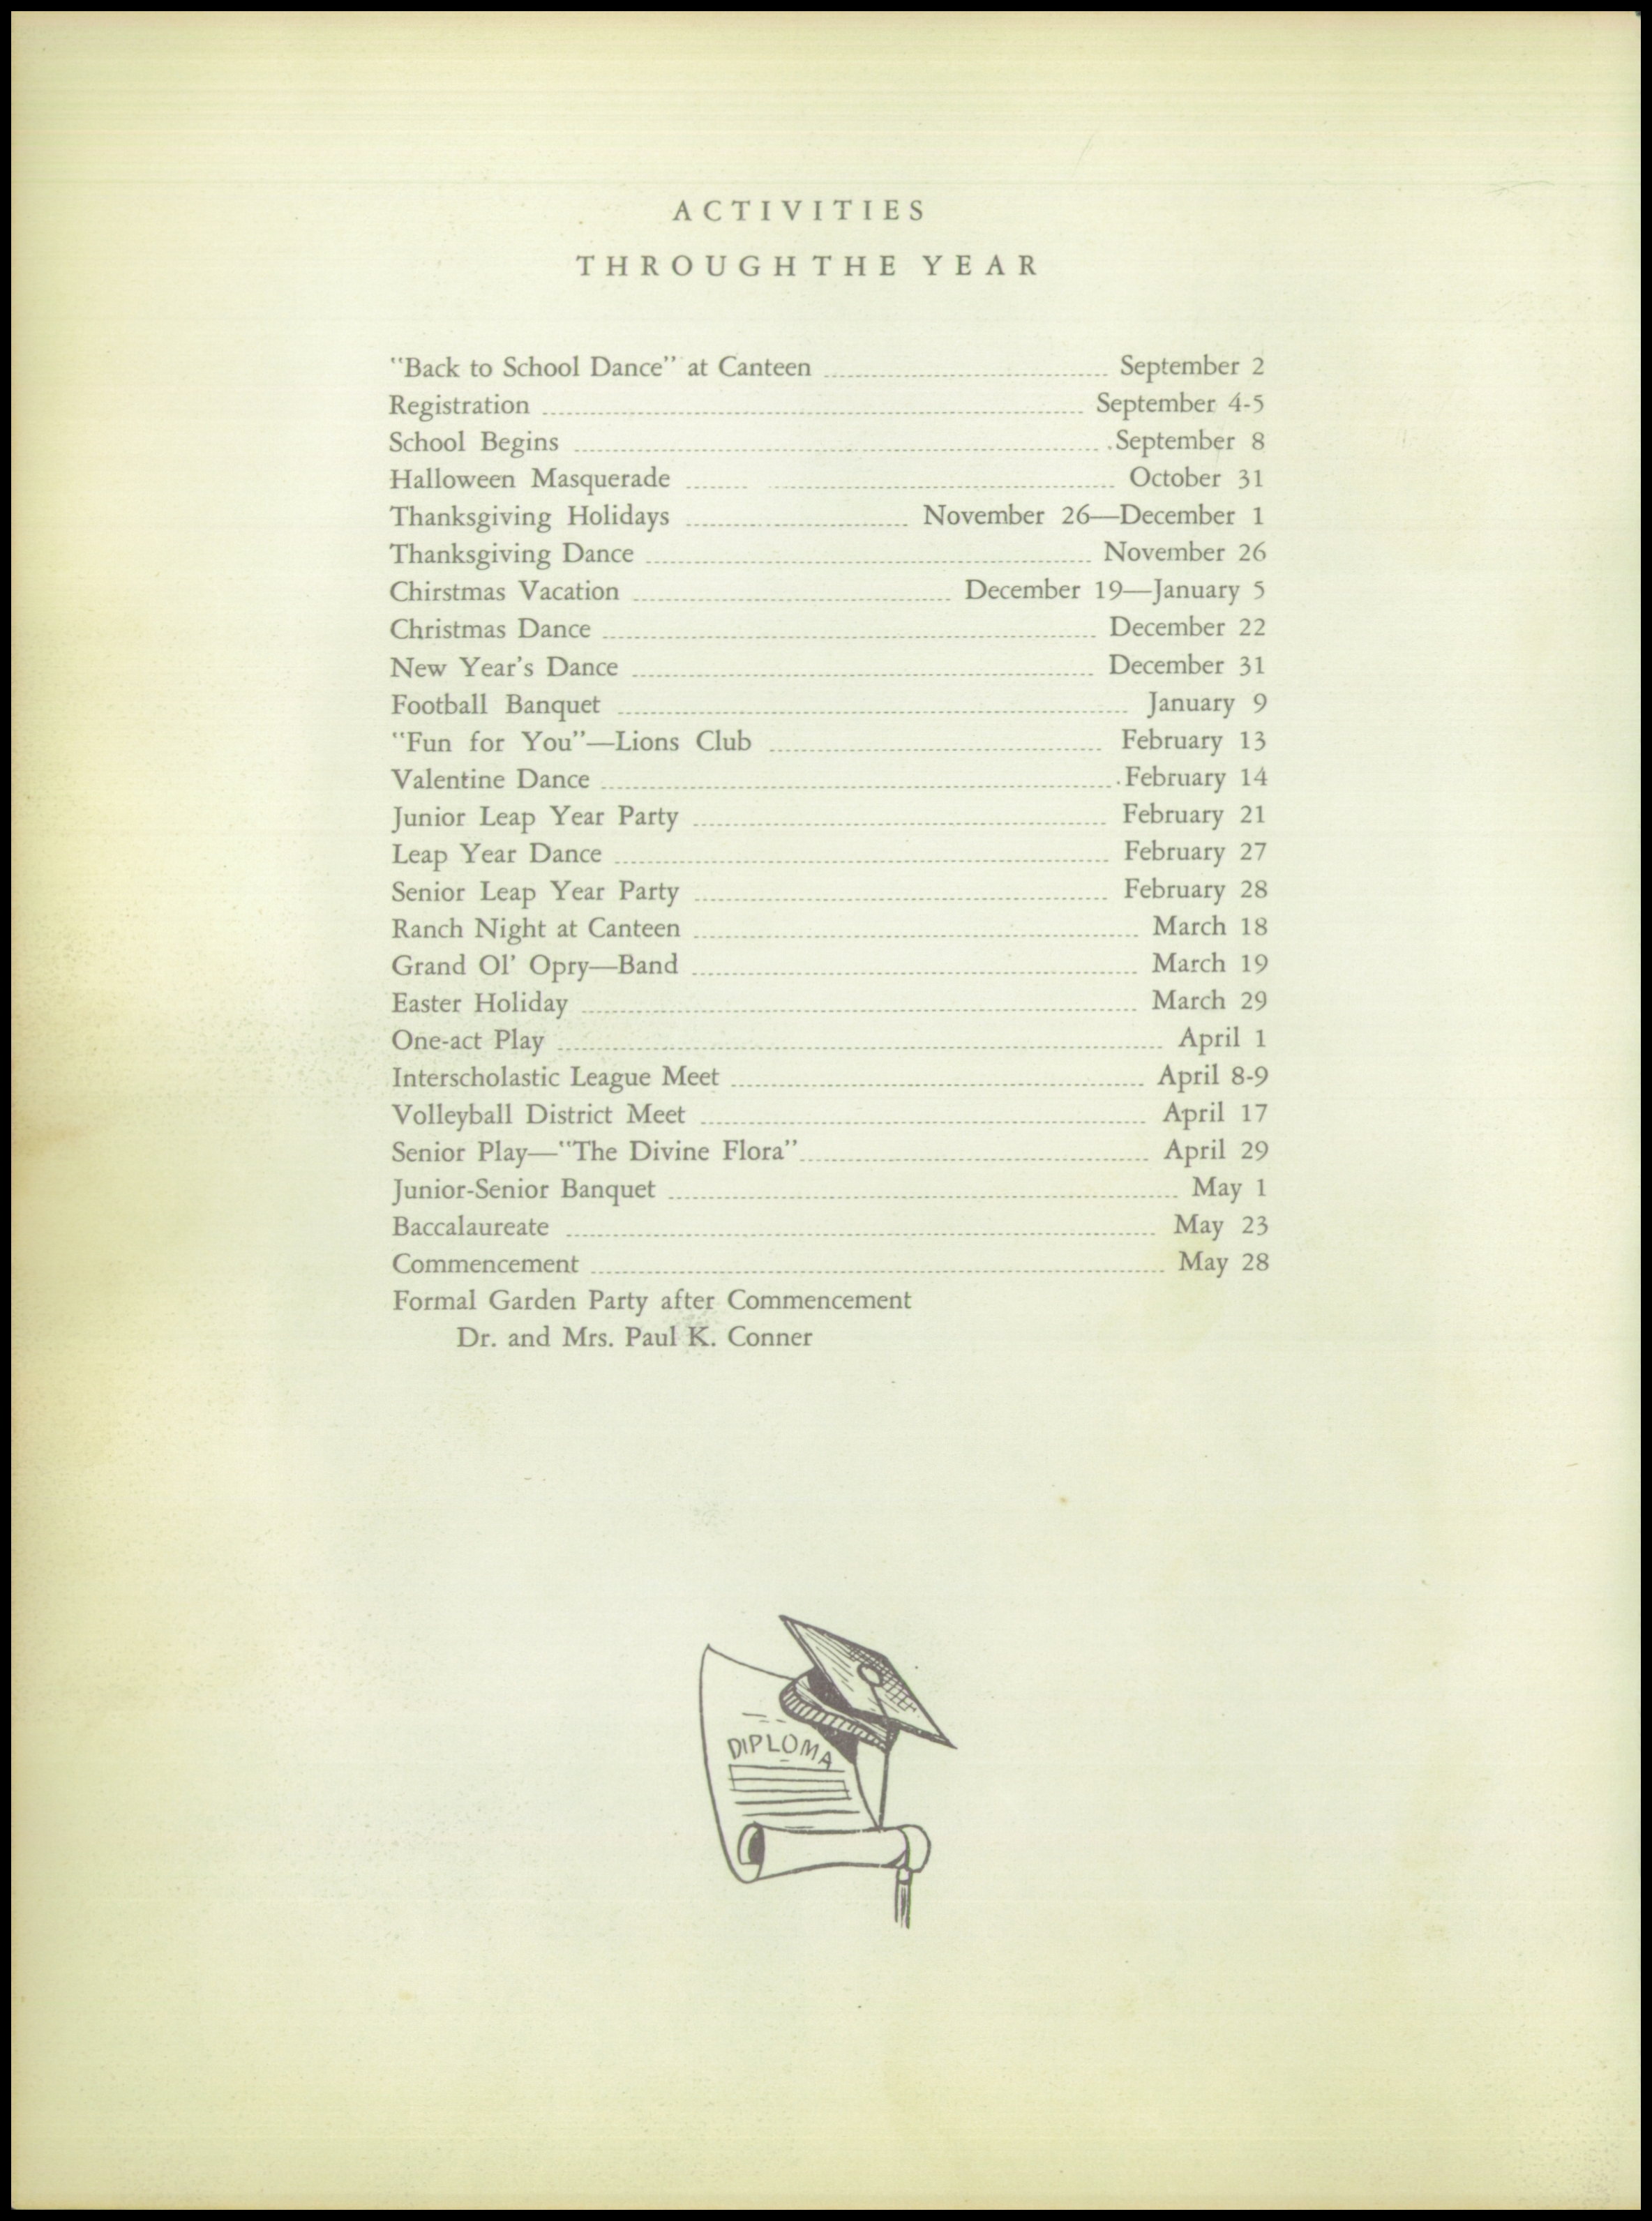 ACTIVITIES
THROUGH THE YEAR
"Back to School Dance" at Canteen ........ September 2
Registration ........ September 4-5
School Begins ........ September 8
Halloween Masquerade ........ October 31
Thanksgiving Holidays ........ November 26—December 1
Thanksgiving Dance ........ November 26
Chirstmas Vacation ........ December 19—January 5
Christmas Dance ........ December 22
New Year's Dance ........ December 31
Football Banquet ........ January 9
"Fun for You"—Lions Club ........ February 13
Valentine Dance ........ February 14
Junior Leap Year Party ........ February 21
Leap Year Dance ........ February 27
Senior Leap Year Party ........ February 28
Ranch Night at Canteen ........ March 18
Grand Ol' Opry—Band ........ March 19
Easter Holiday ........ March 29
One-act Play ........ April 1
Interscholastic League Meet ........ April 8-9
Volleyball District Meet ........ April 17
Senior Play—"The Divine Flora" ........ April 29
Junior-Senior Banquet ........ May 1
Baccalaureate ........ May 23
Commencement ........ May 28
Formal Garden Party after Commencement
Dr. and Mrs. Paul K. Conner
DIPLOMA